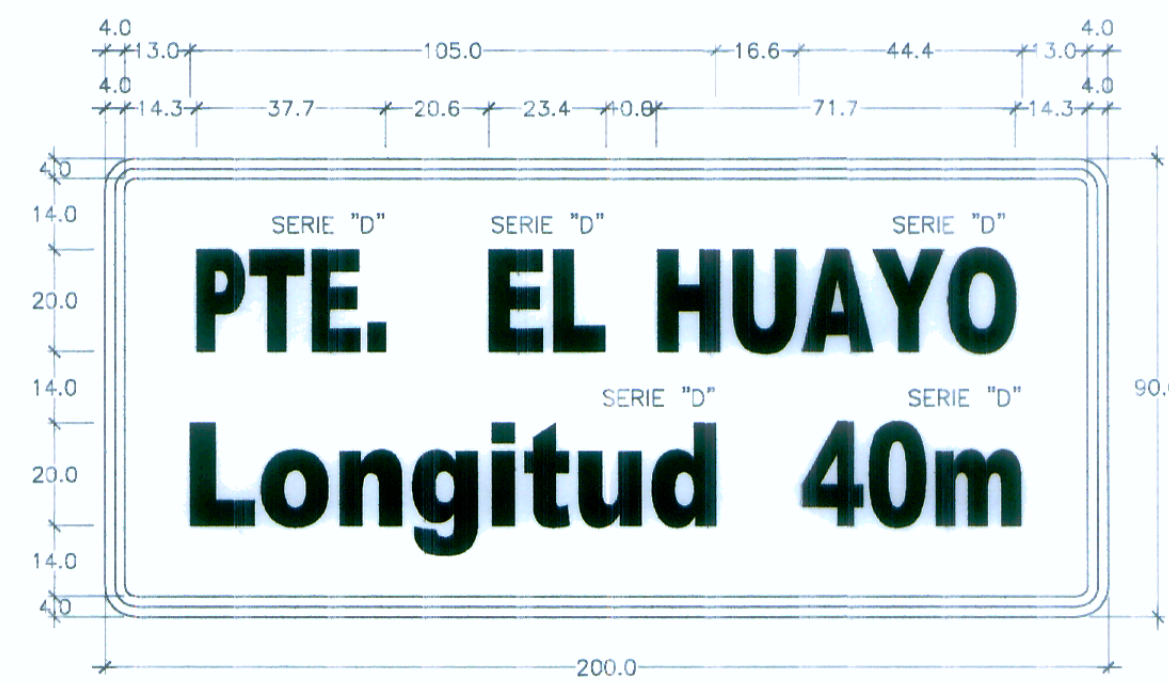 4.0 4.0
13.0 105.0 16.6 44.4 13.0
4.0 4.0
14.3 37.7 20.6 23.4 71.7 14.3
4.0
14.0 SERIE "D" SERIE "D" SERIE "D"
20.0 PTE. EL HUAYO
14.0 SERIE "D" SERIE "D"
20.0 Longitud 40m
14.0
4.0
200.0